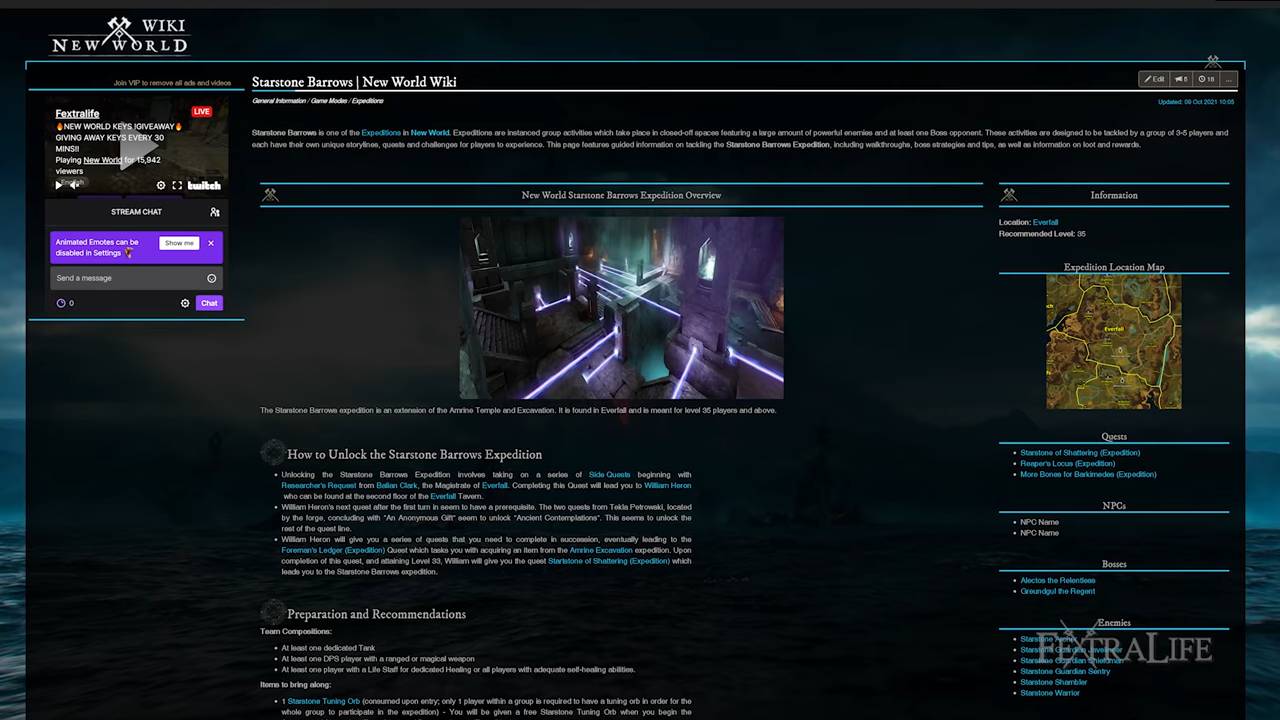 WIKI
NEW WORLD
Join VIP to remove all ads and videos
Fextralife
LIVE
🔥NEW WORLD KEYS !GIVEAWAY🔥
GIVING AWAY KEYS EVERY 30
MINS!!
Playing New World for 15,942
viewers
English
twitch
STREAM CHAT
Animated Emotes can be
disabled in Settings
Show me
Send a message
0
Chat
Starstone Barrows | New World Wiki
Edit
6
18
...
General Information / Game Modes / Expeditions
Updated: 09 Oct 2021 10:05
Starstone Barrows is one of the Expeditions in New World. Expeditions are instanced group activities which take place in closed-off spaces featuring a large amount of powerful enemies and at least one Boss opponent. These activities are designed to be tackled by a group of 3-5 players and
each have their own unique storylines, quests and challenges for players to experience. This page features guided information on tackling the Starstone Barrows Expedition, including walkthroughs, boss strategies and tips, as well as information on loot and rewards.
New World Starstone Barrows Expedition Overview
The Starstone Barrows expedition is an extension of the Amrine Temple and Excavation. It is found in Everfall and is meant for level 35 players and above.
How to Unlock the Starstone Barrows Expedition
Unlocking the Starstone Barrows Expedition involves taking on a series of Side Quests beginning with
Researcher's Request from Ballan Clark, the Magistrate of Everfall. Completing this Quest will lead you to William Heron
who can be found at the second floor of the Everfall Tavern.
William Heron's next quest after the first turn in seem to have a prerequisite. The two quests from Tekla Petrowski, located
by the forge, concluding with "An Anonymous Gift" seem to unlock "Ancient Contemplations". This seems to unlock the
rest of the quest line.
William Heron will give you a series of quests that you need to complete in succession, eventually leading to the
Foreman's Ledger (Expedition) Quest which tasks you with acquiring an item from the Amrine Excavation expedition. Upon
completion of this quest, and attaining Level 33, William will give you the quest Starstone of Shattering (Expedition) which
leads you to the Starstone Barrows expedition.
Preparation and Recommendations
Team Compositions:
At least one dedicated Tank
At least one DPS player with a ranged or magical weapon
At least one player with a Life Staff for dedicated Healing or all players with adequate self-healing abilities.
Items to bring along:
1 Starstone Tuning Orb (consumed upon entry; only 1 player within a group is required to have a tuning orb in order for the
whole group to participate in the expedition) - You will be given a free Starstone Tuning Orb when you begin the
Information
Location: Everfall
Recommended Level: 35
Expedition Location Map
Everfall
Quests
Starstone of Shattering (Expedition)
Reaper's Locus (Expedition)
More Bones for Barkimedes (Expedition)
NPCs
NPC Name
NPC Name
Bosses
Alectos the Relentless
Greundgul the Regent
Enemies
Starstone Archer
Starstone Guardian Javelineer
Starstone Guardian Shieldman
Starstone Guardian Sentry
Starstone Shambler
Starstone Warrior
FEXTRALIFE